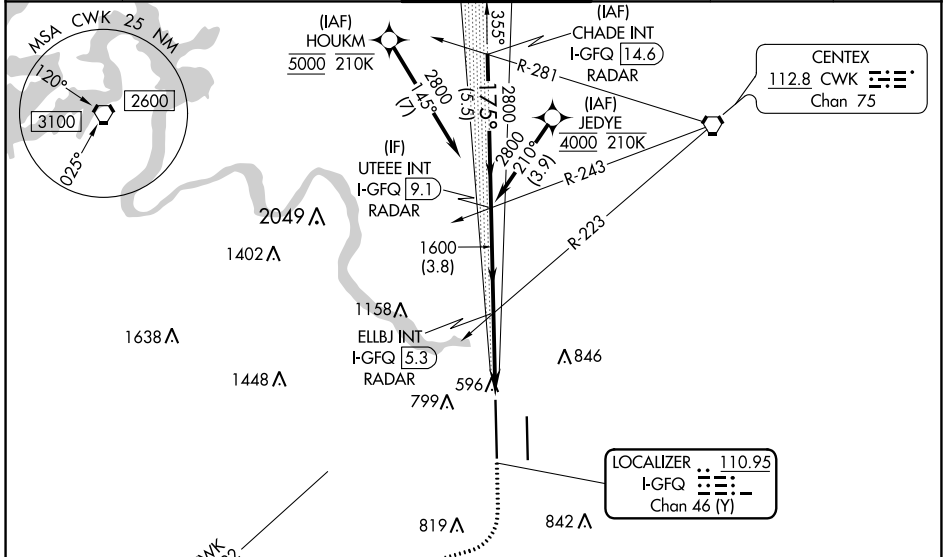 MSA CWK 25 NM
120°
2600
3100
025°
(IAF)
HOUKM
5000 210K
2800
145°
(7)
355°
(IAF)
CHADE INT
I-GFQ 14.6
RADAR
R-281
CENTEX
112.8 CWK
Chan 75
175°
2800
(5.5)
(IAF)
JEDYE
4000 210K
2800
210°
(3.9)
R-243
(IF)
UTEEE INT
I-GFQ 9.1
RADAR
R-223
2049
1402
1600
(3.8)
1158
1638
ELLBJ INT
I-GFQ 5.3
RADAR
846
1448
596
799
LOCALIZER 110.95
I-GFQ
Chan 46 (Y)
819
842